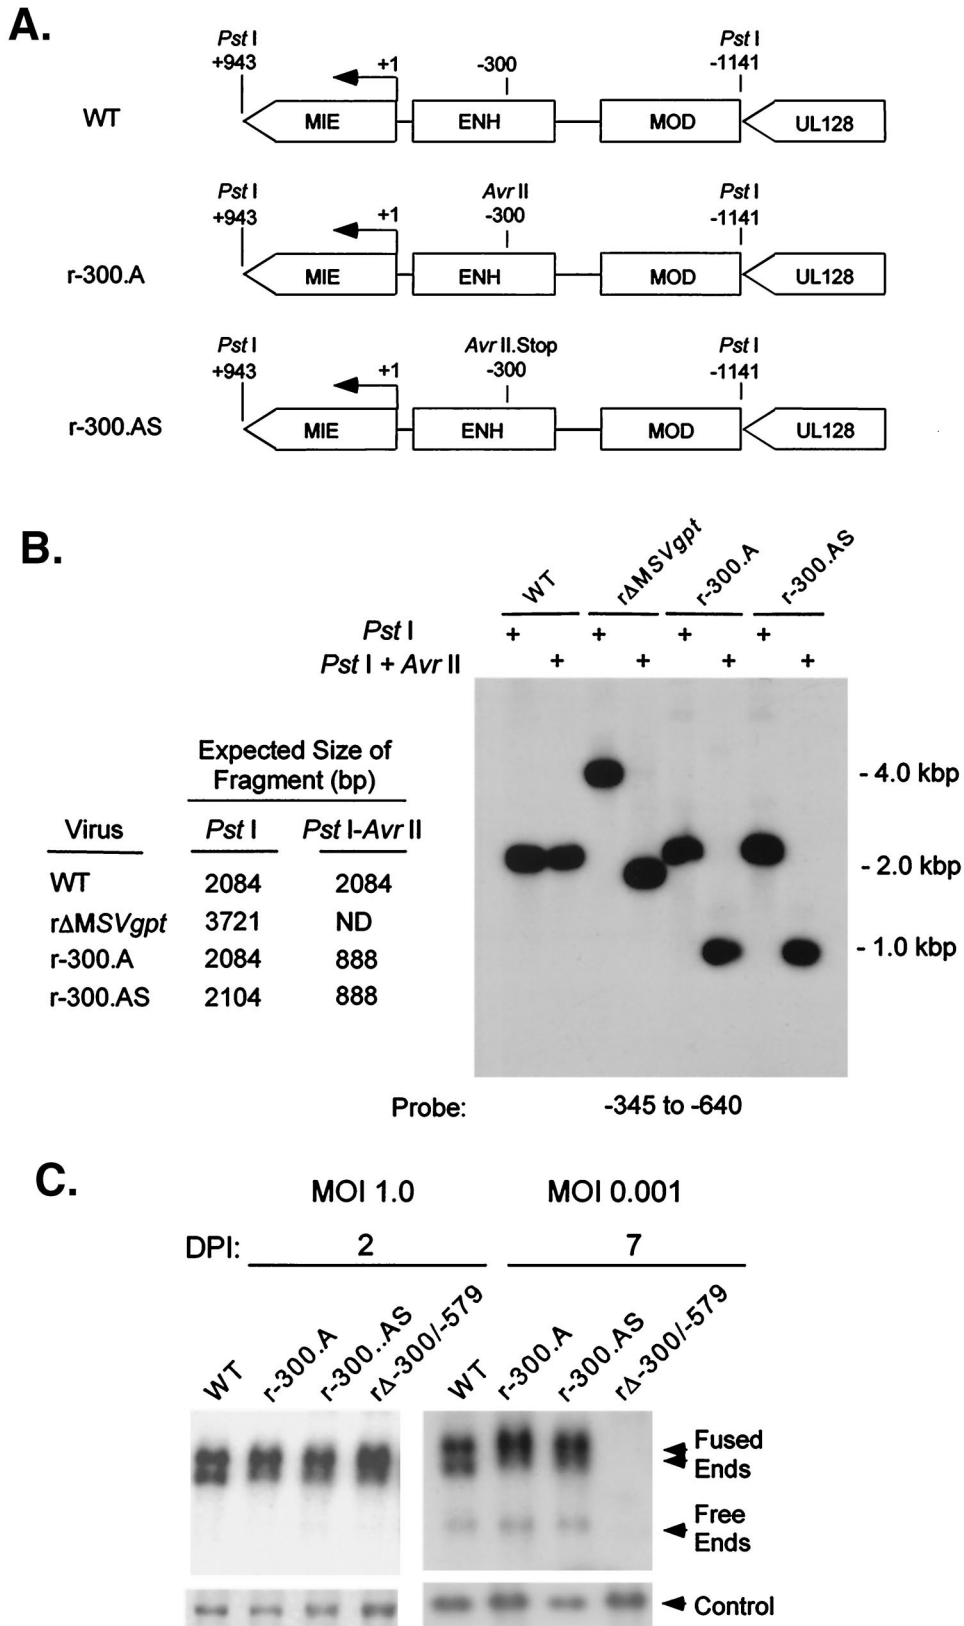 A.
Pst I Pst I
+943 +1 -300 -1141
WT MIE ENH MOD UL128
Pst I Avr II Pst I
+943 +1 -300 -1141
r-300.A MIE ENH MOD UL128
Pst I Avr II.Stop Pst I
+943 +1 -300 -1141
r-300.AS MIE ENH MOD UL128
B.
WT r∆MSVgpt r-300.A r-300.AS
Pst I + + + +
Pst I + Avr II + + + +
Expected Size of
Fragment (bp)
Virus Pst I Pst I-Avr II
WT 2084 2084
r∆MSVgpt 3721 ND
r-300.A 2084 888
r-300.AS 2104 888
- 4.0 kbp
- 2.0 kbp
- 1.0 kbp
Probe: -345 to -640
C.
MOI 1.0 MOI 0.001
DPI: 2 7
WT r-300.A r-300..AS r∆-300/-579 WT r-300.A r-300.AS r∆-300/-579
Fused
Ends
Free
Ends
Control